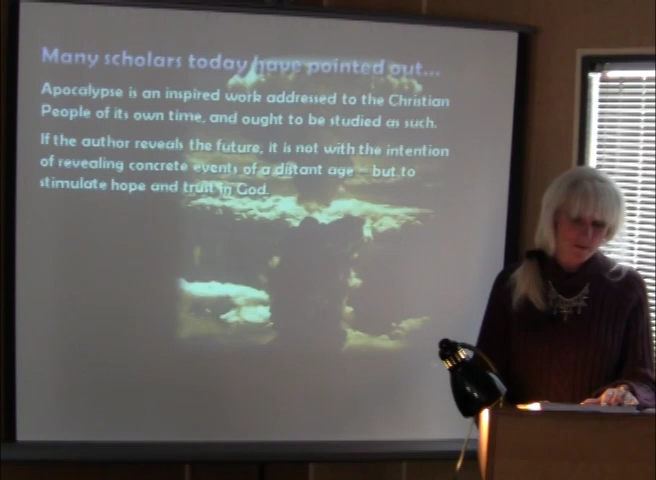 Many scholars today have pointed out...
Apocalypse is an inspired work addressed to the Christian
People of its own time, and ought to be studied as such.
If the author reveals the future, it is not with the intention
of revealing concrete events of a distant age – but to
stimulate hope and trust in God.